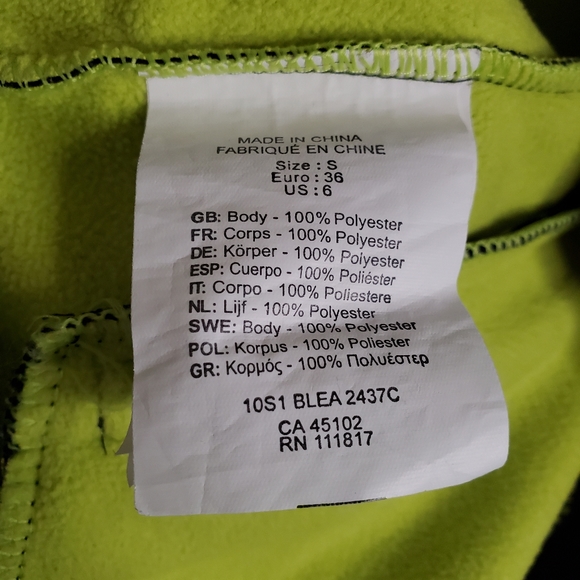 MADE IN CHINA
FABRIQUÉ EN CHINE
Size : S
Euro : 36
US : 6
GB: Body - 100% Polyester
FR: Corps - 100% Polyester
DE: Körper - 100% Polyester
ESP: Cuerpo - 100% Poliéster
IT: Corpo - 100% Poliestere
NL: Lijf - 100% Polyester
SWE: Body - 100% Polyester
POL: Korpus - 100% Poliester
GR: Κορμός - 100% Πολυέστερ
10S1 BLEA 2437C
CA 45102
RN 111817